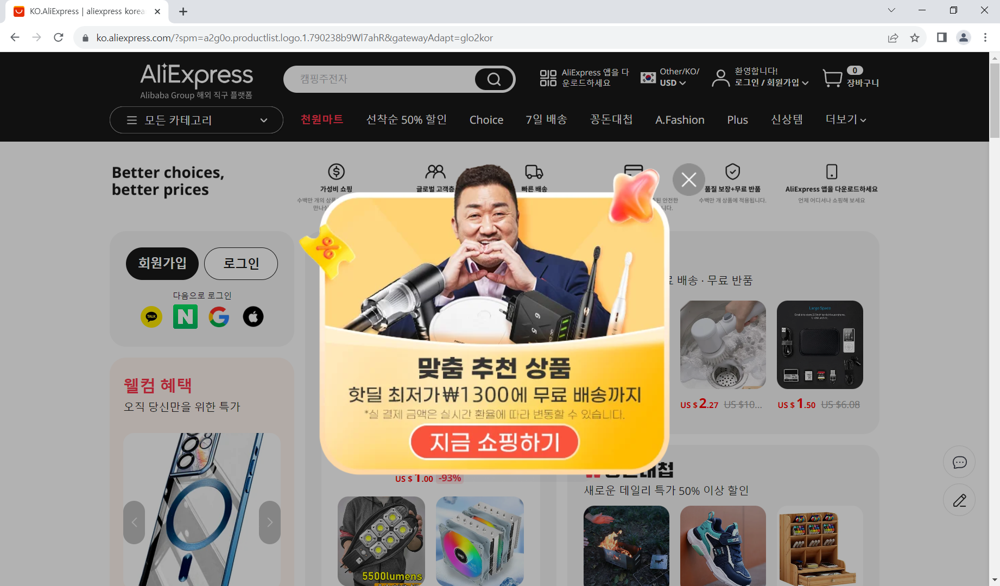 KO.AliExpress | aliexpress korea
ko.aliexpress.com/?spm=a2g0o.productlist.logo.1.790238b9Wl7ahR&gatewayAdapt=glo2kor
AliExpress
Alibaba Group 해외 직구 플랫폼
캠핑주전자
AliExpress 앱을 다
운로드하세요
Other/KO/
USD
환영합니다!
로그인 / 회원가입
0
장바구니
모든 카테고리
천원마트
선착순 50% 할인
Choice
7일 배송
꽁돈대첩
A.Fashion
Plus
신상템
더보기
Better choices,
better prices
가성비 쇼핑
수백만 개의 상품
글로벌 고객층
빠른 배송
안전한
품질 보장+무료 반품
수백만 개 상품에 적용됩니다.
AliExpress 앱을 다운로드하세요
언제 어디서나 쇼핑해 보세요
회원가입
로그인
다음으로 로그인
TALK
N
웰컴 혜택
오직 당신만을 위한 특가
%
6
5
맞춤 추천 상품
핫딜 최저가₩1300에 무료 배송까지
*실 결제 금액은 실시간 환율에 따라 변동할 수 있습니다.
지금 쇼핑하기
배송 · 무료 반품
Large Space
US $2.27
US $10...
US $1.50
US $6.08
US $1.00
-93%
5500lumens
새로운 데일리 특가 50% 이상 할인